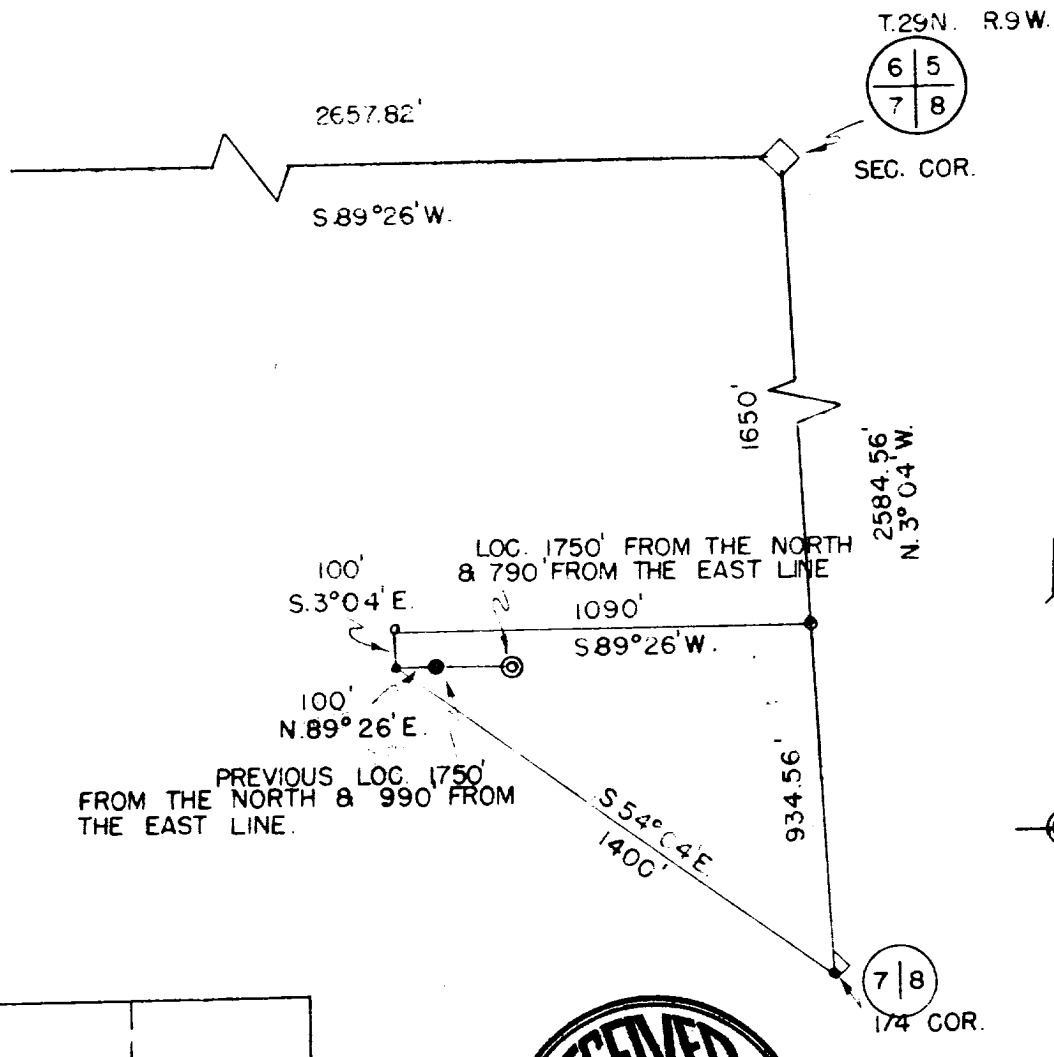 T.29N. R.9W.
6 5
7 8
SEC. COR.
2657.82'
S.89°26'W.
1650'
2584.56'
N.3°04'W.
LOC. 1750' FROM THE NORTH
& 790' FROM THE EAST LINE
100'
S.3°04'E.
1090'
S89°26'W.
100'
N.89°26'E.
PREVIOUS LOC. 1750'
FROM THE NORTH & 990' FROM
THE EAST LINE.
S.54°04'E.
1400'
934.56'
7 8
1/4 COR.
RECEIVED